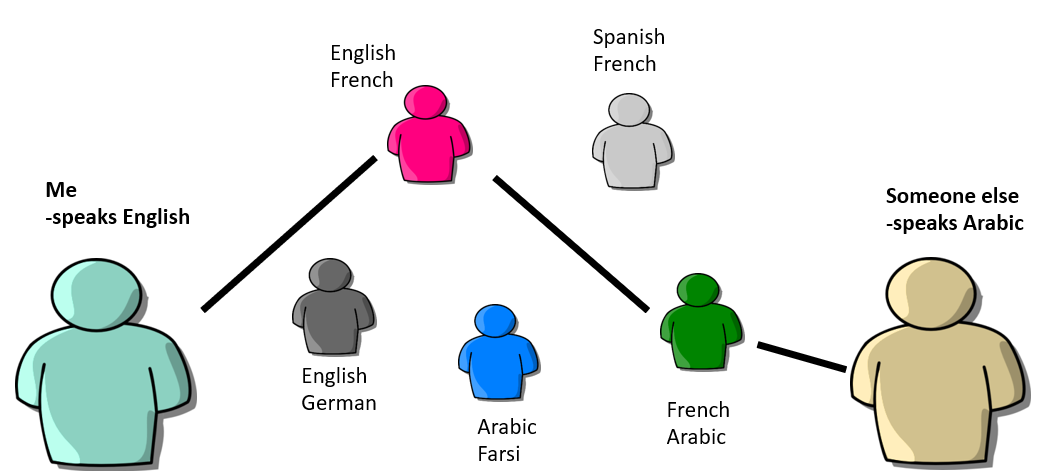 English
French
Spanish
French
Me
-speaks English
Someone else
-speaks Arabic
English
German
Arabic
Farsi
French
Arabic